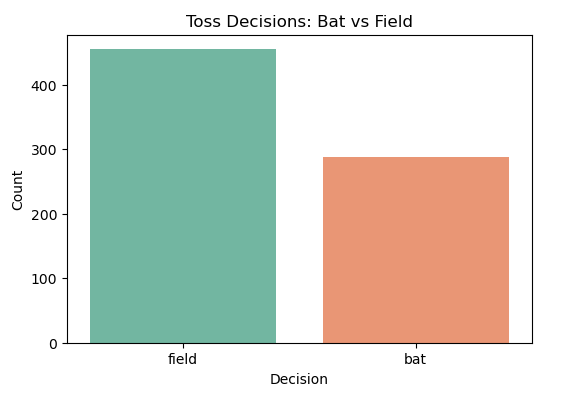 Toss Decisions: Bat vs Field
Count
400
300
200
100
0
field
bat
Decision